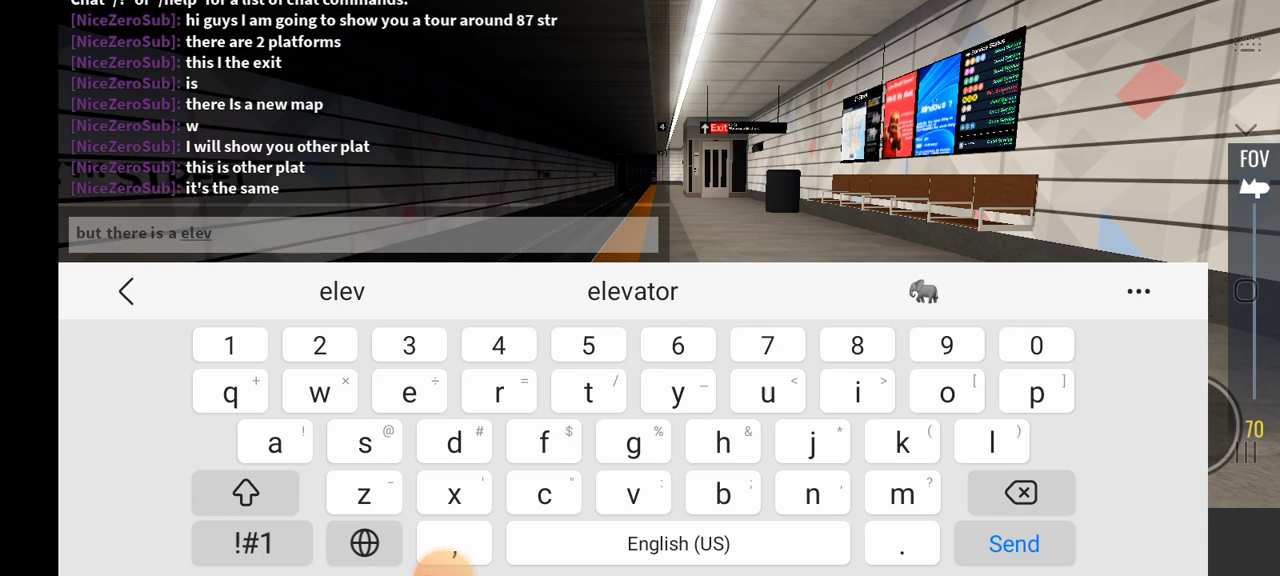 Chat '/?' or '/help' for a list of chat commands.
[NiceZeroSub]: hi guys I am going to show you a tour around 87 str
[NiceZeroSub]: there are 2 platforms
[NiceZeroSub]: this I the exit
[NiceZeroSub]: is
[NiceZeroSub]: there Is a new map
[NiceZeroSub]: w
[NiceZeroSub]: I will show you other plat
[NiceZeroSub]: this is other plat
[NiceZeroSub]: it's the same
but there is a elev
4
Exit
Service Status
FOV
70
elev elevator
1 2 3 4 5 6 7 8 9 0
q + w × e ÷ r = t / y _ u < i > o [ p ]
a ! s @ d # f $ g % h & j * k ( l )
z - x ' c " v : b ; n , m ?
!#1 , English (US) . Send